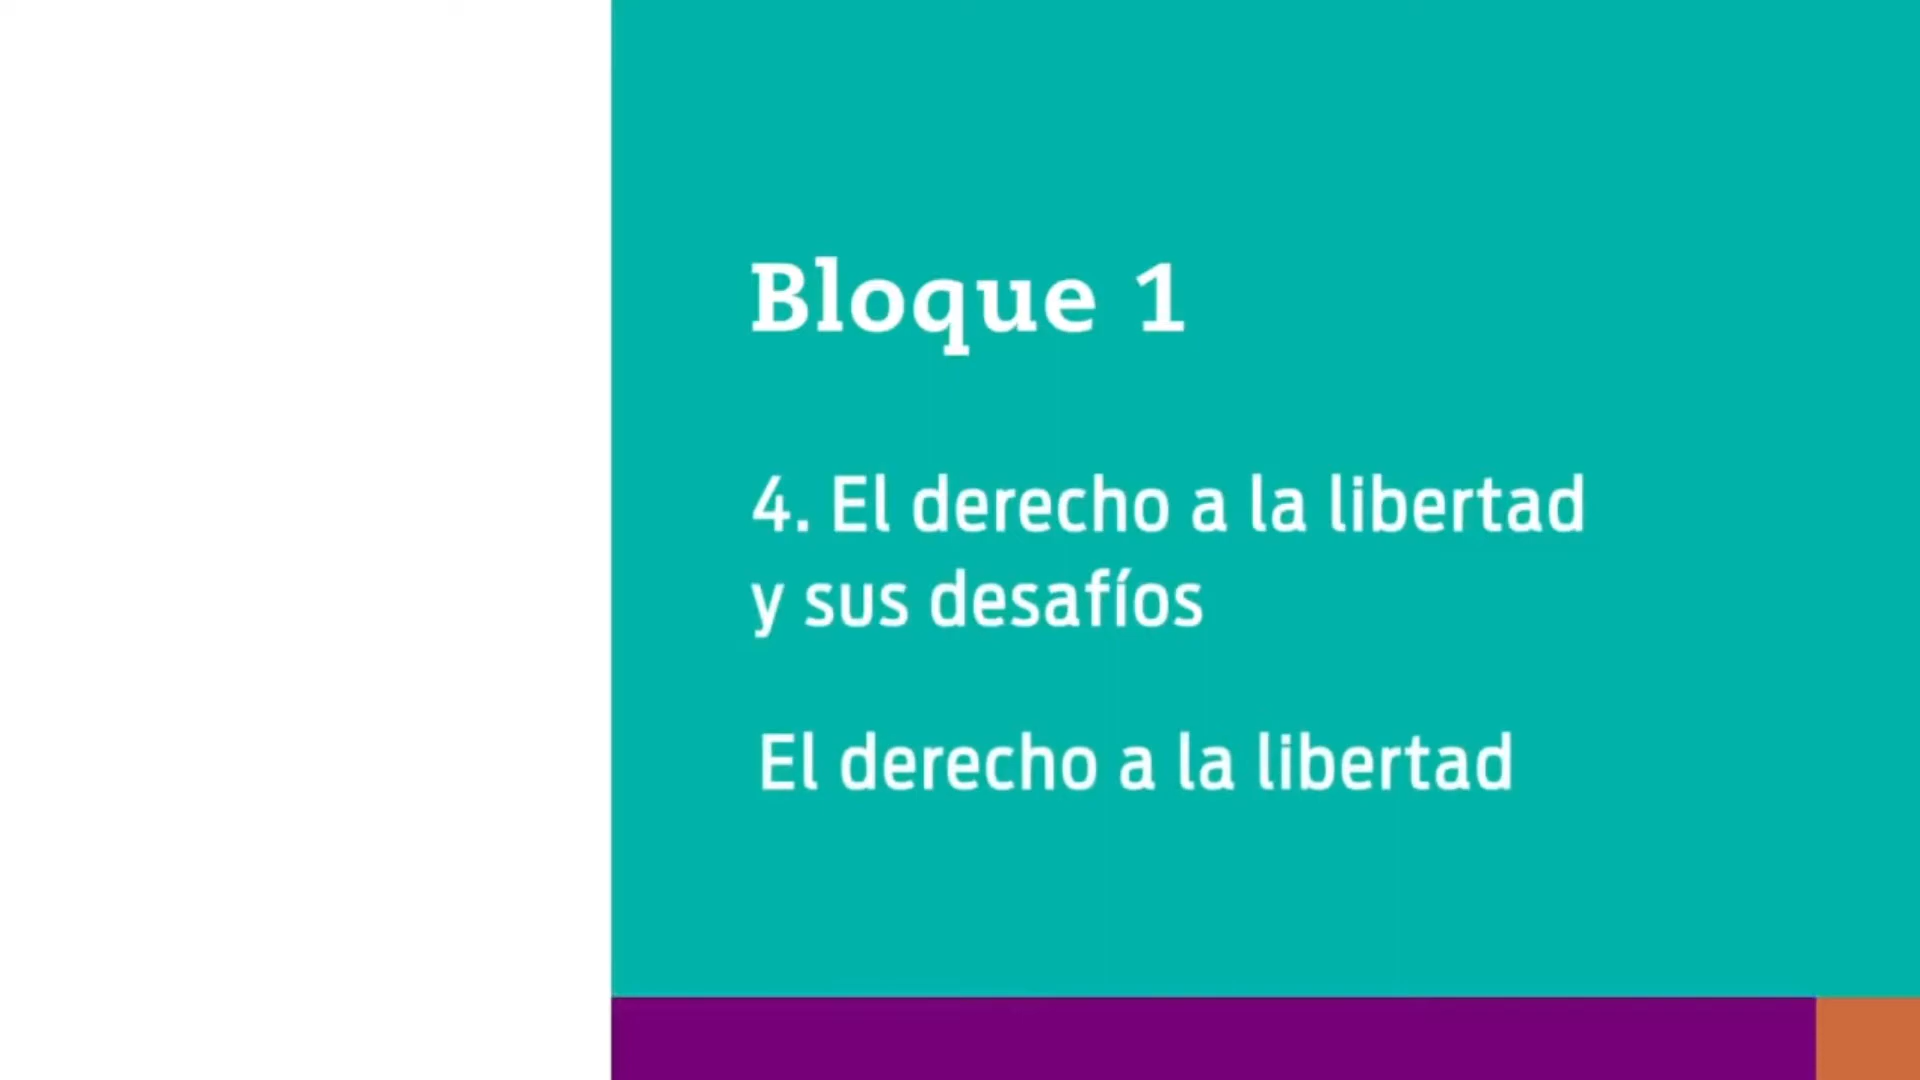 Bloque 1
4. El derecho a la libertad
y sus desafíos
El derecho a la libertad